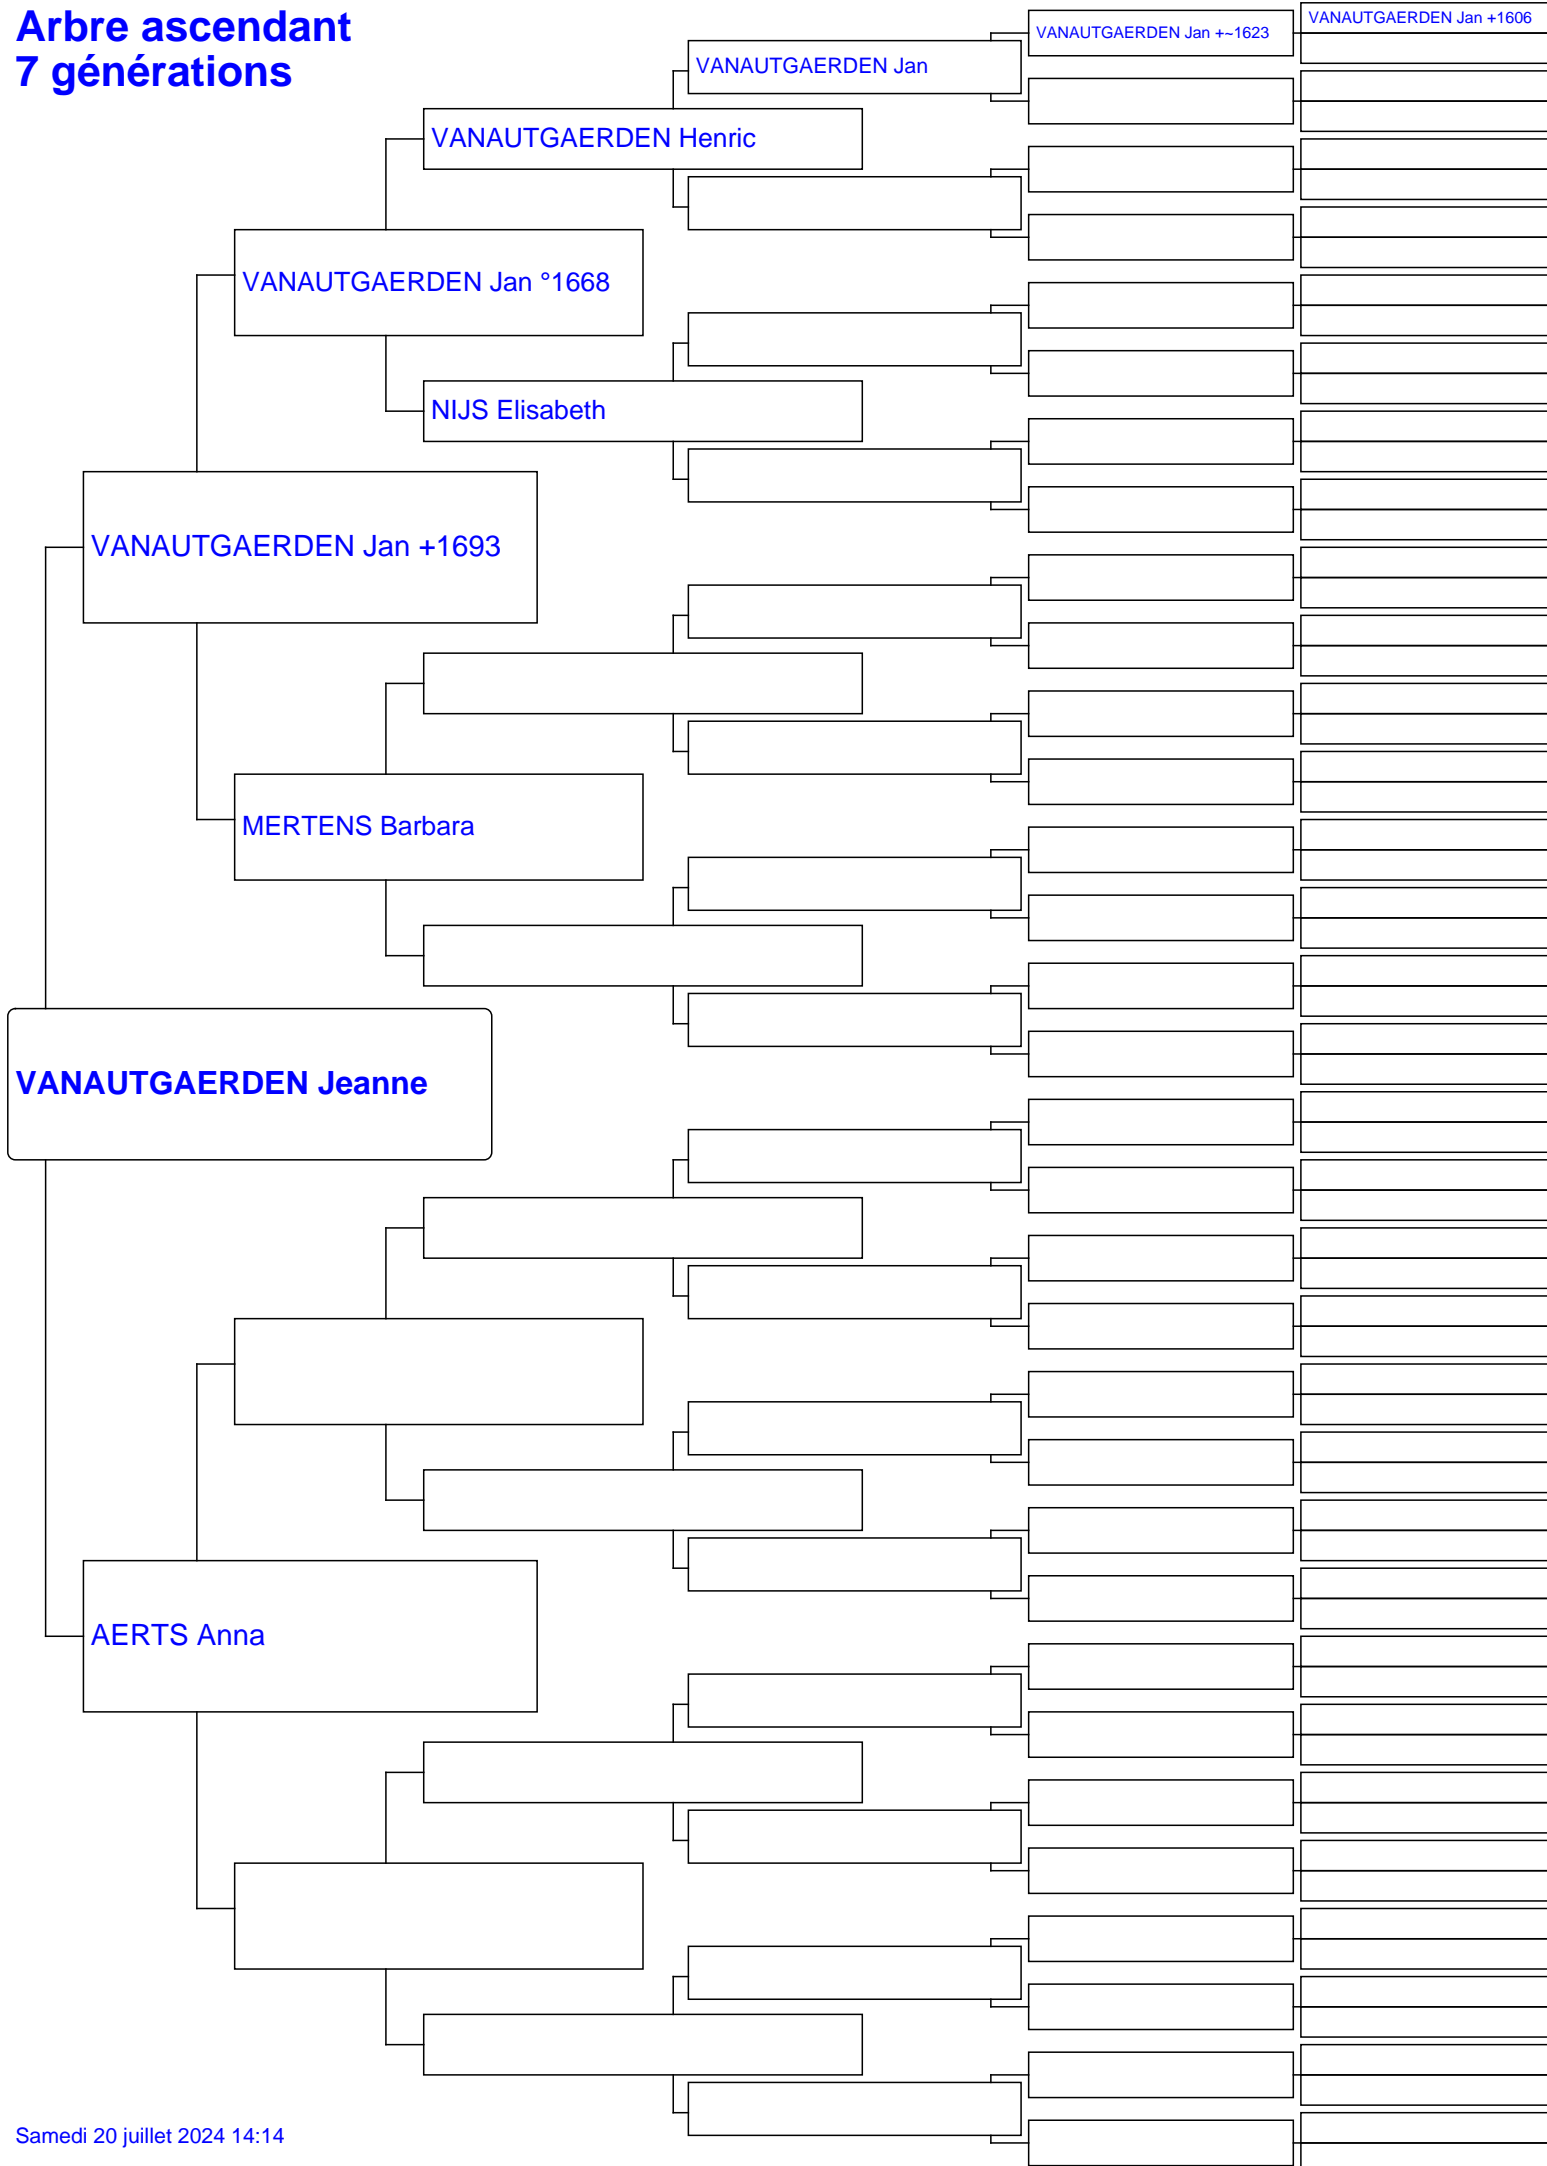 Arbre ascendant
7 générations
VANAUTGAERDEN Jan +1606
VANAUTGAERDEN Jan +~1623
VANAUTGAERDEN Jan
VANAUTGAERDEN Henric
VANAUTGAERDEN Jan °1668
NIJS Elisabeth
VANAUTGAERDEN Jan +1693
MERTENS Barbara
VANAUTGAERDEN Jeanne
AERTS Anna
Samedi 20 juillet 2024 14:14